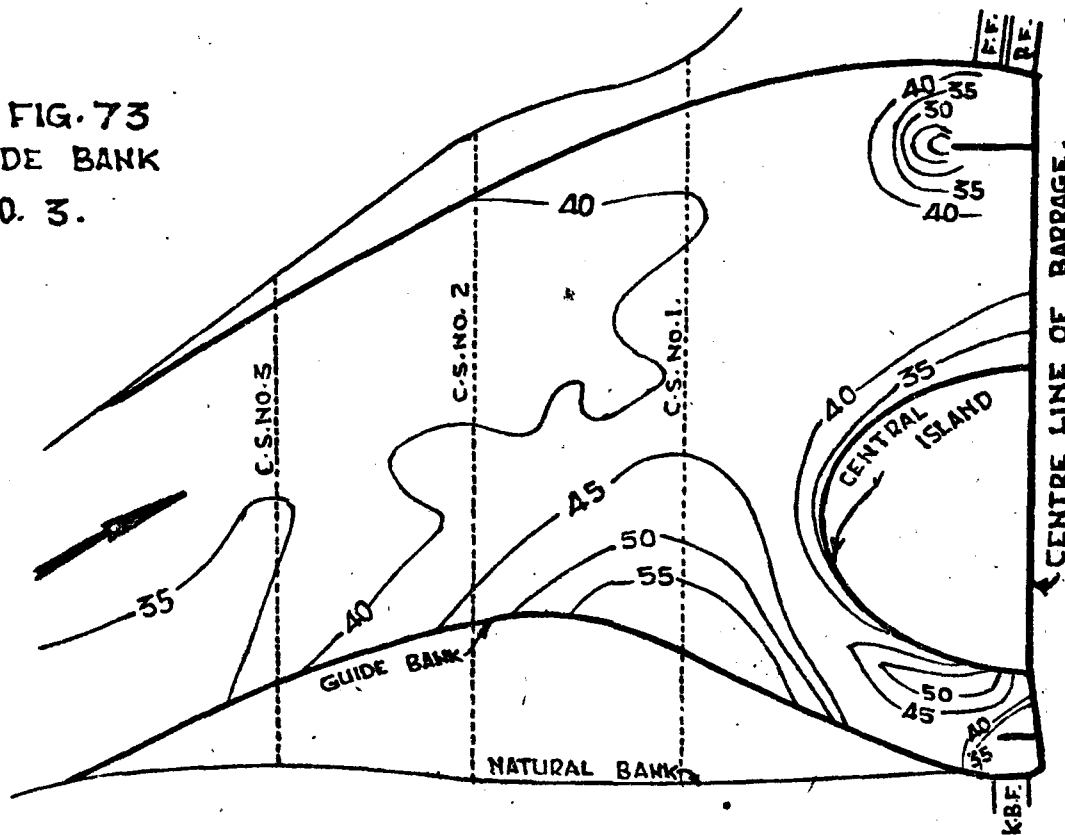 FIG. 73
DE BANK
O. 3.
F.F.
R.F.
40
35
30
35
40
CENTRE LINE OF BARRAGE.
40
C.S. NO. 2
C.S. NO. 1.
C.S. NO. 3
40
35
CENTRAL
ISLAND
45
50
55
35
40
GUIDE BANK
50
45
40
35
NATURAL BANK
K.B.F.